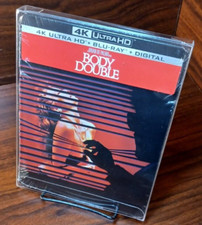 4K ULTRA HD
4K ULTRA HD + BLU-RAY + DIGITAL
BODY
DOUBLE